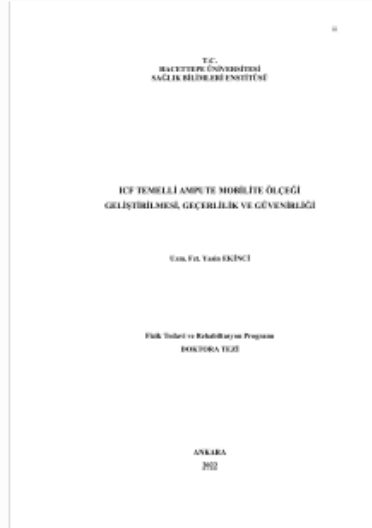 ii
T.C.
HACETTEPE ÜNİVERSİTESİ
SAĞLIK BİLİMLERİ ENSTİTÜSÜ
ICF TEMELLİ AMPUTE MOBİLİTE ÖLÇEĞİ
GELİŞTİRİLMESİ, GEÇERLİLİK VE GÜVENİRLİĞİ
Uzm. Fzt. Yasin EKİNCİ
Fizik Tedavi ve Rehabilitasyon Programı
DOKTORA TEZİ
ANKARA
2022